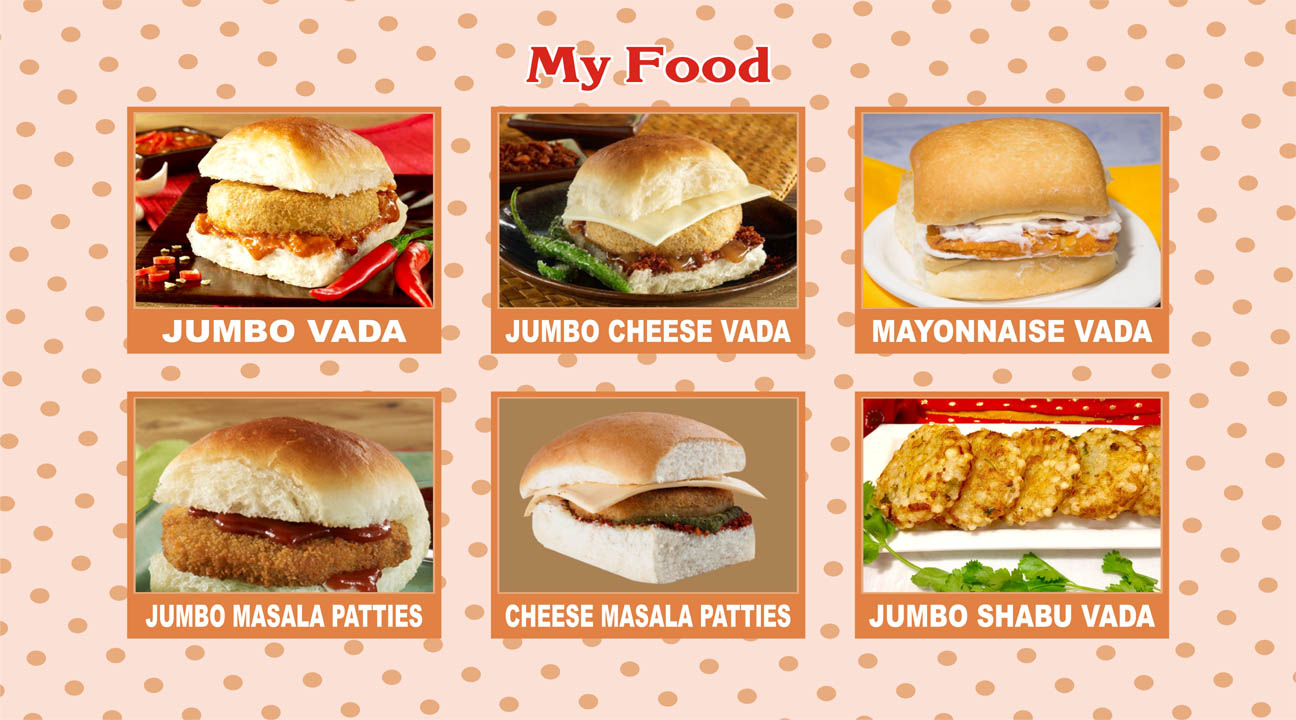 My Food
JUMBO VADA
JUMBO CHEESE VADA
MAYONNAISE VADA
JUMBO MASALA PATTIES
CHEESE MASALA PATTIES
JUMBO SHABU VADA